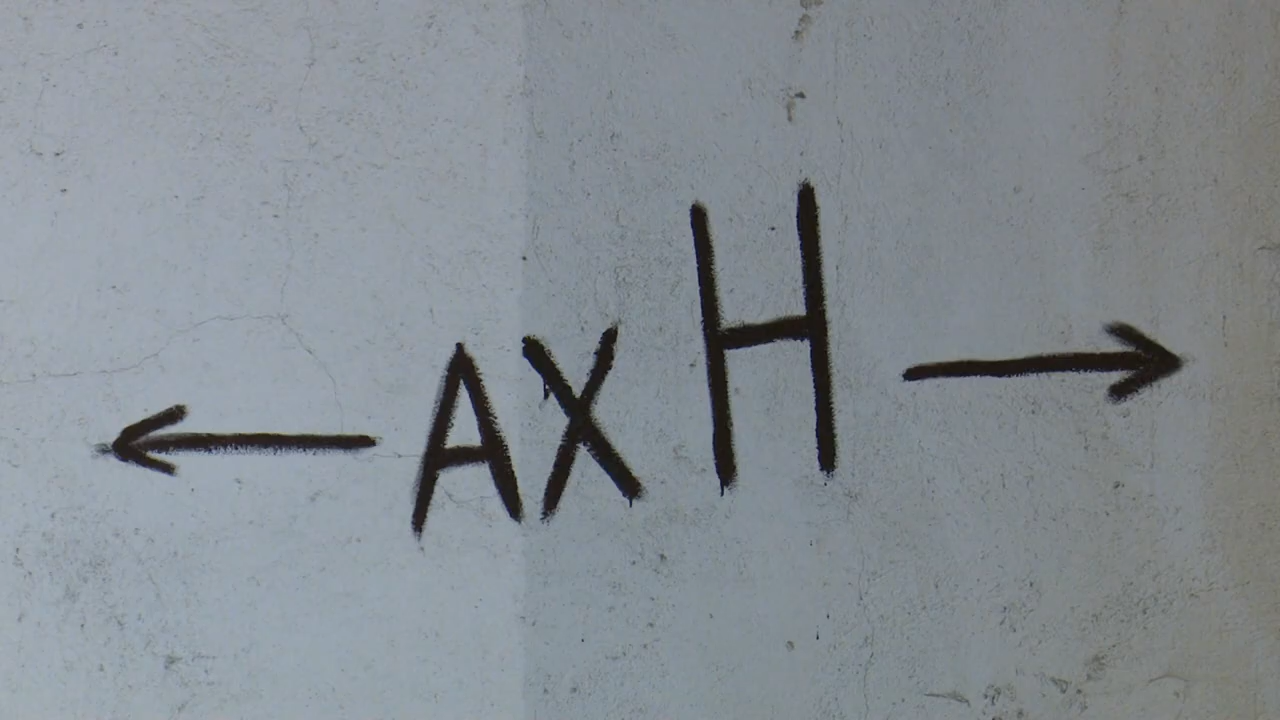 ← AXH →